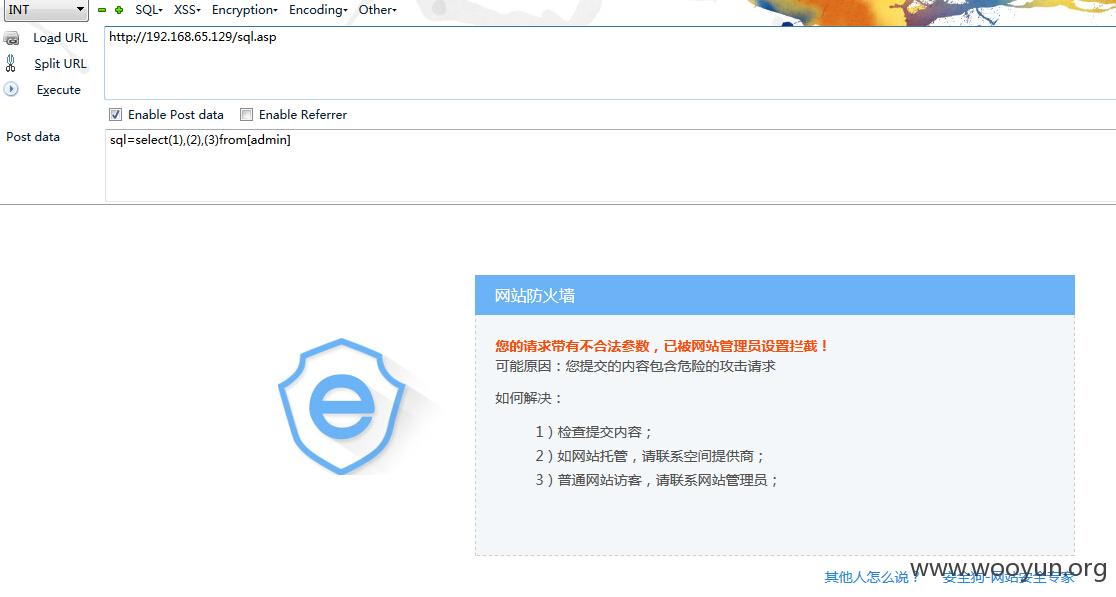 INT SQL▾ XSS▾ Encryption▾ Encoding▾ Other▾
Load URL
http://192.168.65.129/sql.asp
Split URL
Execute
Enable Post data Enable Referrer
Post data
sql=select(1),(2),(3)from[admin]
网站防火墙
您的请求带有不合法参数，已被网站管理员设置拦截！
可能原因：您提交的内容包含危险的攻击请求
如何解决：
1）检查提交内容；
2）如网站托管，请联系空间提供商；
3）普通网站访客，请联系网站管理员；
其他人怎么说？ 安全狗-网站安全专家
www.wooyun.org